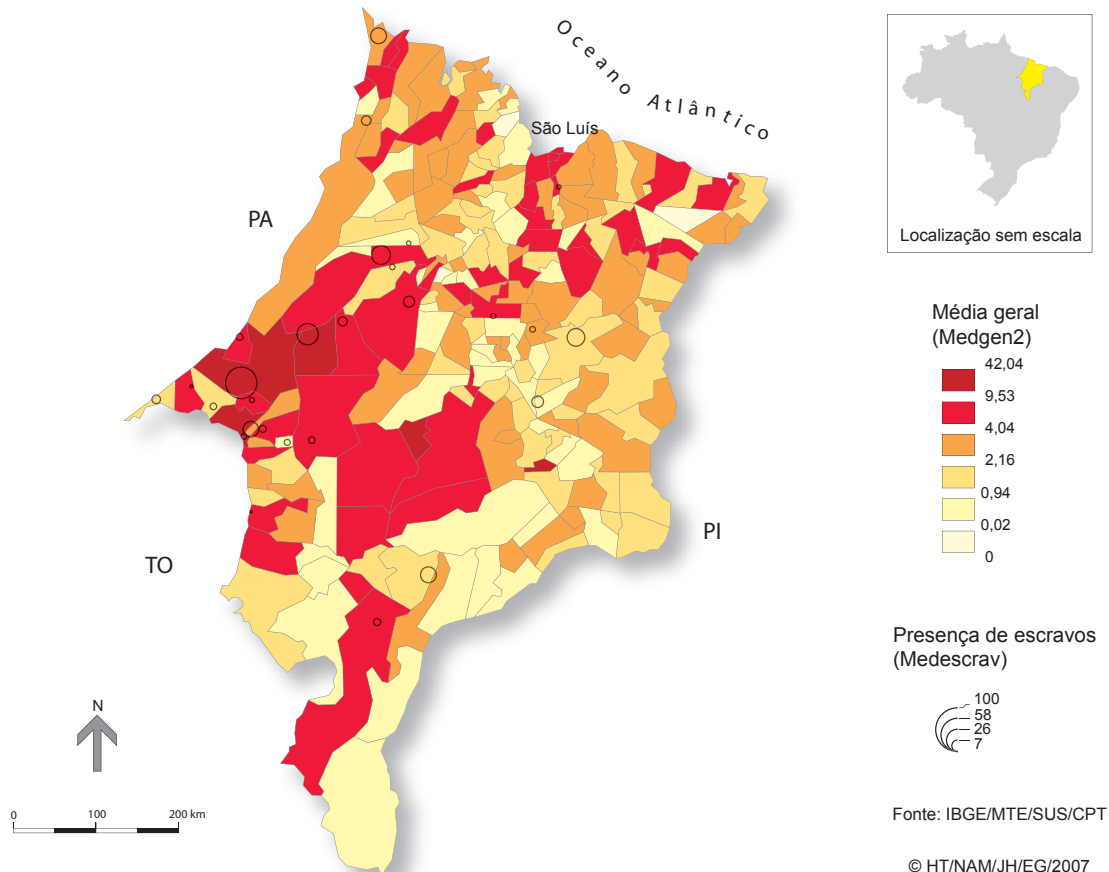 Oceano Atlântico
São Luís
PA
TO
PI
N
0 100 200 km
Localização sem escala
Média geral
(Medgen2)
42,04
9,53
4,04
2,16
0,94
0,02
0
Presença de escravos
(Medescrav)
100
58
26
7
Fonte: IBGE/MTE/SUS/CPT
© HT/NAM/JH/EG/2007